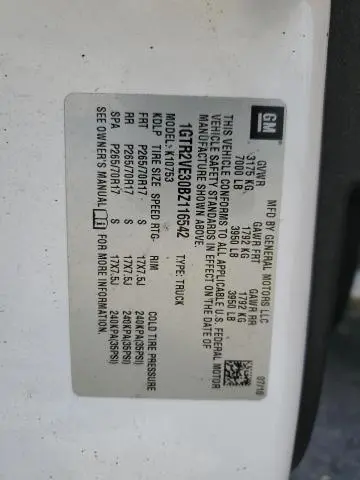 GM
MFD BY GENERAL MOTORS LLC
07/10
GVWR GAWR FRT GAWR RR
3175 KG 1792 KG 1792 KG
7000 LB 3950 LB 3950 LB
THIS VEHICLE CONFORMS TO ALL APPLICABLE U.S. FEDERAL MOTOR
VEHICLE SAFETY STANDARDS IN EFFECT ON THE DATE OF
MANUFACTURE SHOWN ABOVE.
1GTR2VE30BZ116542 TYPE: TRUCK
MODEL: K10753
KDLP TIRE SIZE SPEED RTG RIM COLD TIRE PRESSURE
FRT P265/70R17 S 17X7.5J 240KPA(35PSI)
RR P265/70R17 S 17X7.5J 240KPA(35PSI)
SPA P265/70R17 S 17X7.5J 240KPA(35PSI)
SEE OWNER'S MANUAL FOR MORE INFORMATION.